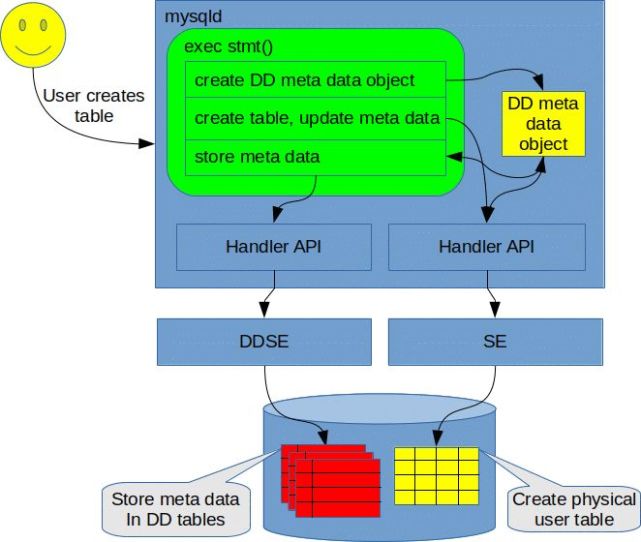 mysqld
exec stmt()
User creates
table
create DD meta data object
create table, update meta data
store meta data
DD meta
data
object
Handler API
Handler API
DDSE
SE
Store meta data
In DD tables
Create physical
user table